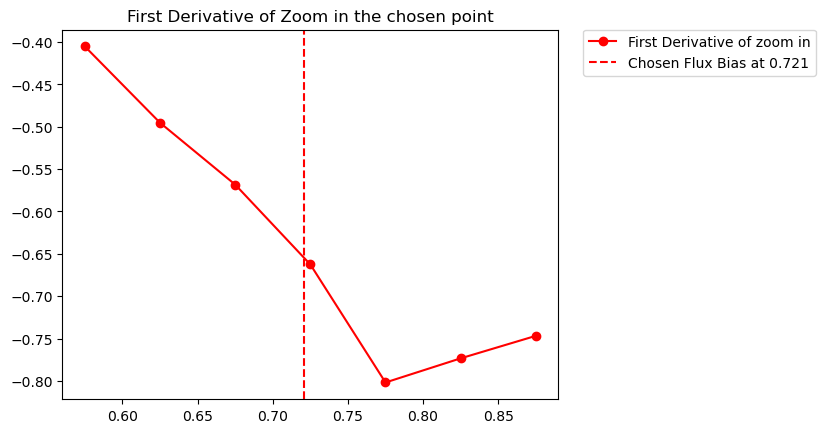 First Derivative of Zoom in the chosen point
First Derivative of zoom in
Chosen Flux Bias at 0.721
−0.40
−0.45
−0.50
−0.55
−0.60
−0.65
−0.70
−0.75
−0.80
0.60 0.65 0.70 0.75 0.80 0.85